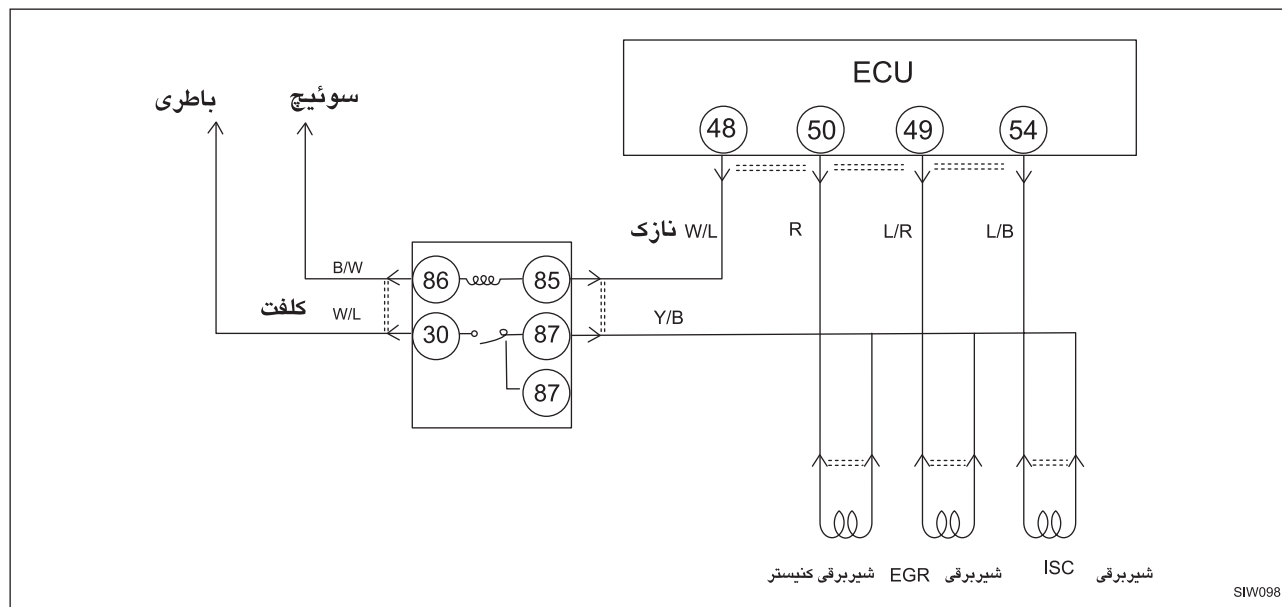 ECU
سوئیچ
باطری
48 50 49 54
نازک W/L R L/R L/B
B/W 86 85
کلفت W/L 30 87 Y/B
87
شیربرقی کنیستر شیربرقی EGR شیربرقی ISC
SIW098